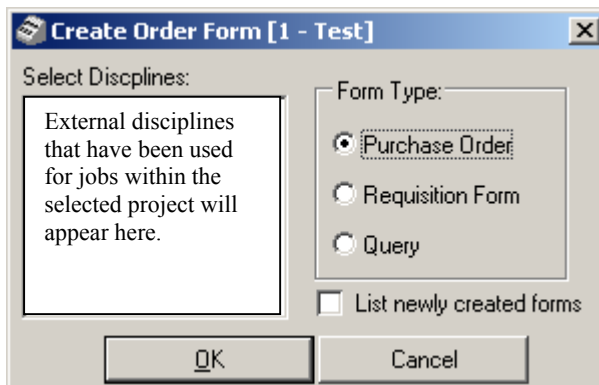 Create Order Form [1 - Test]
Select Discplines:
External disciplines
that have been used
for jobs within the
selected project will
appear here.
Form Type:
Purchase Order
Requisition Form
Query
List newly created forms
OK
Cancel